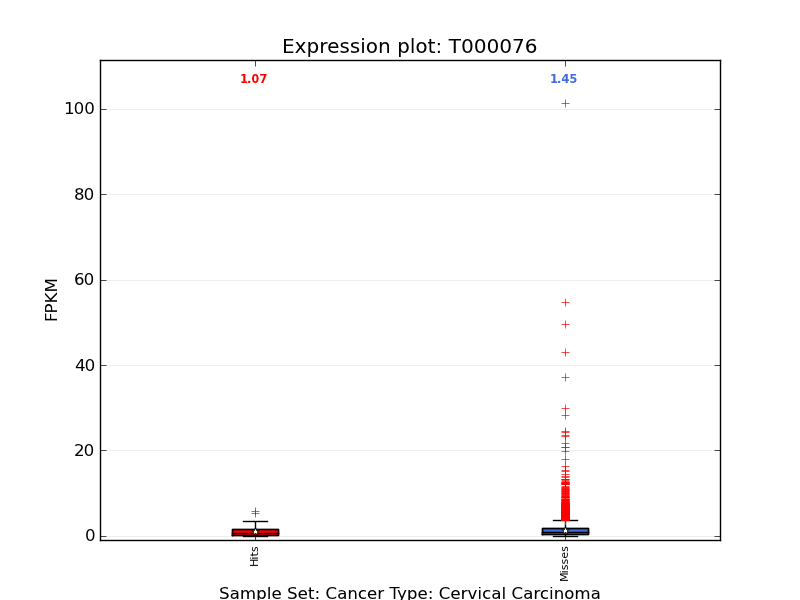 Expression plot: T000076
1.07
1.45
100
80
60
40
20
0
FPKM
Hits
Misses
Sample Set: Cancer Type: Cervical Carcinoma